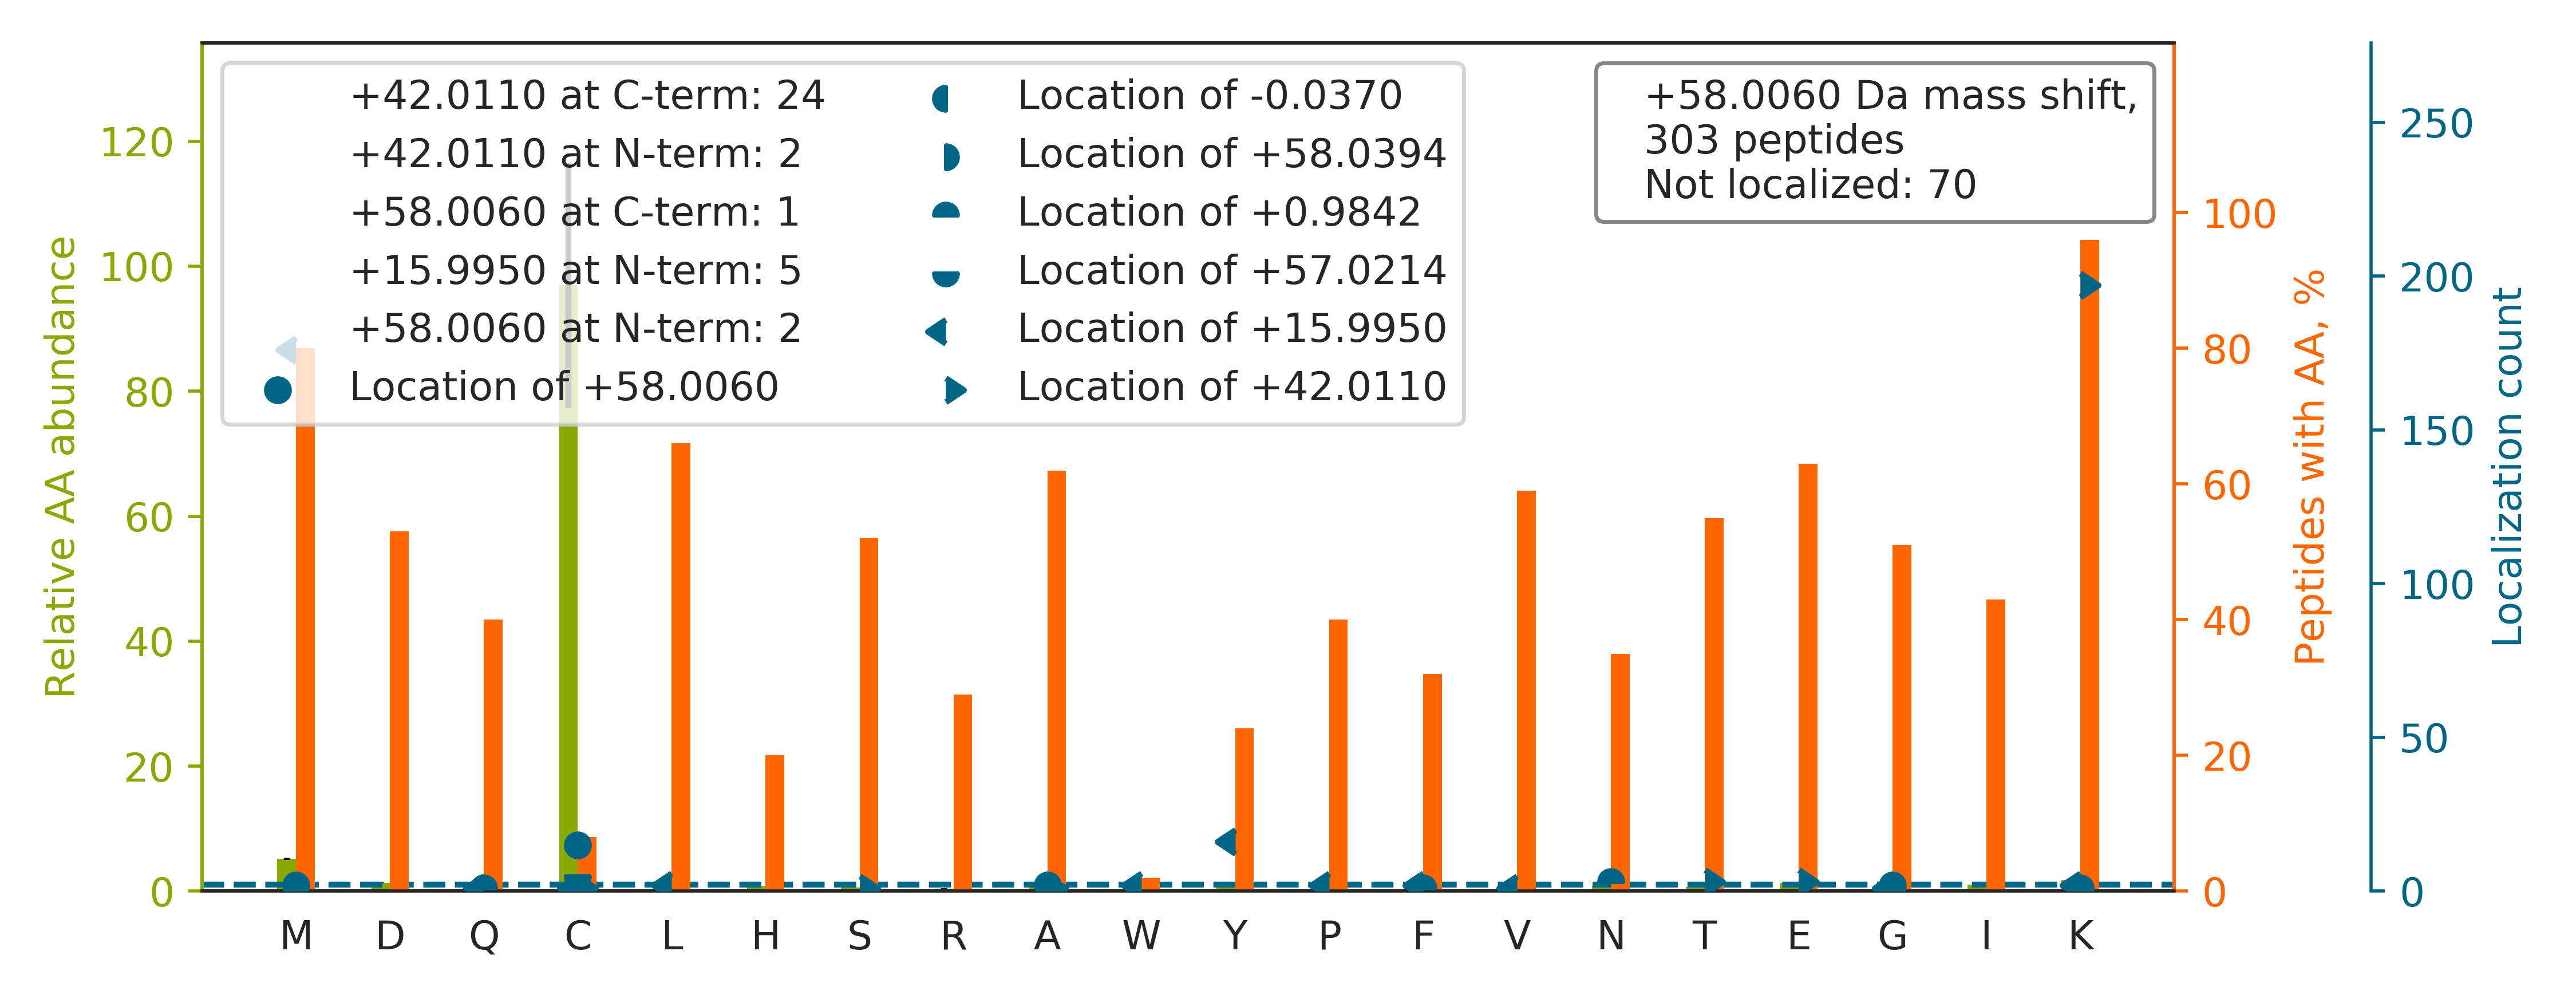 Relative AA abundance
120
100
80
60
40
20
0
+42.0110 at C-term: 24
+42.0110 at N-term: 2
+58.0060 at C-term: 1
+15.9950 at N-term: 5
+58.0060 at N-term: 2
Location of +58.0060
Location of -0.0370
Location of +58.0394
Location of +0.9842
Location of +57.0214
Location of +15.9950
Location of +42.0110
+58.0060 Da mass shift,
303 peptides
Not localized: 70
100
80
60
40
20
0
Peptides with AA, %
250
200
150
100
50
0
Localization count
M D Q C L H S R A W Y P F V N T E G I K